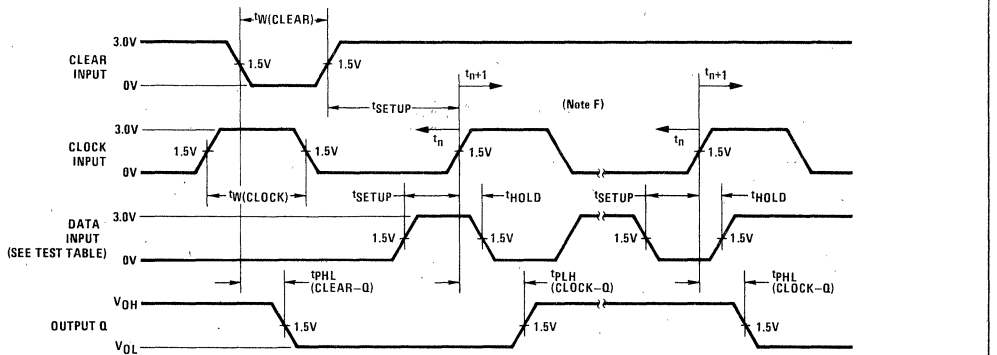 tW(CLEAR)
3.0V
CLEAR
INPUT
1.5V
1.5V
0V
tn+1
tn+1
tSETUP
(Note F)
3.0V
CLOCK
INPUT
1.5V
1.5V
tn
1.5V
tn
1.5V
0V
tW(CLOCK)
tSETUP
tHOLD
tSETUP
tHOLD
3.0V
DATA
INPUT
(SEE TEST TABLE)
1.5V
1.5V
1.5V
1.5V
0V
tPHL
(CLEAR–Q)
tPLH
(CLOCK–Q)
tPHL
(CLOCK–Q)
VOH
OUTPUT Q
1.5V
1.5V
1.5V
VOL